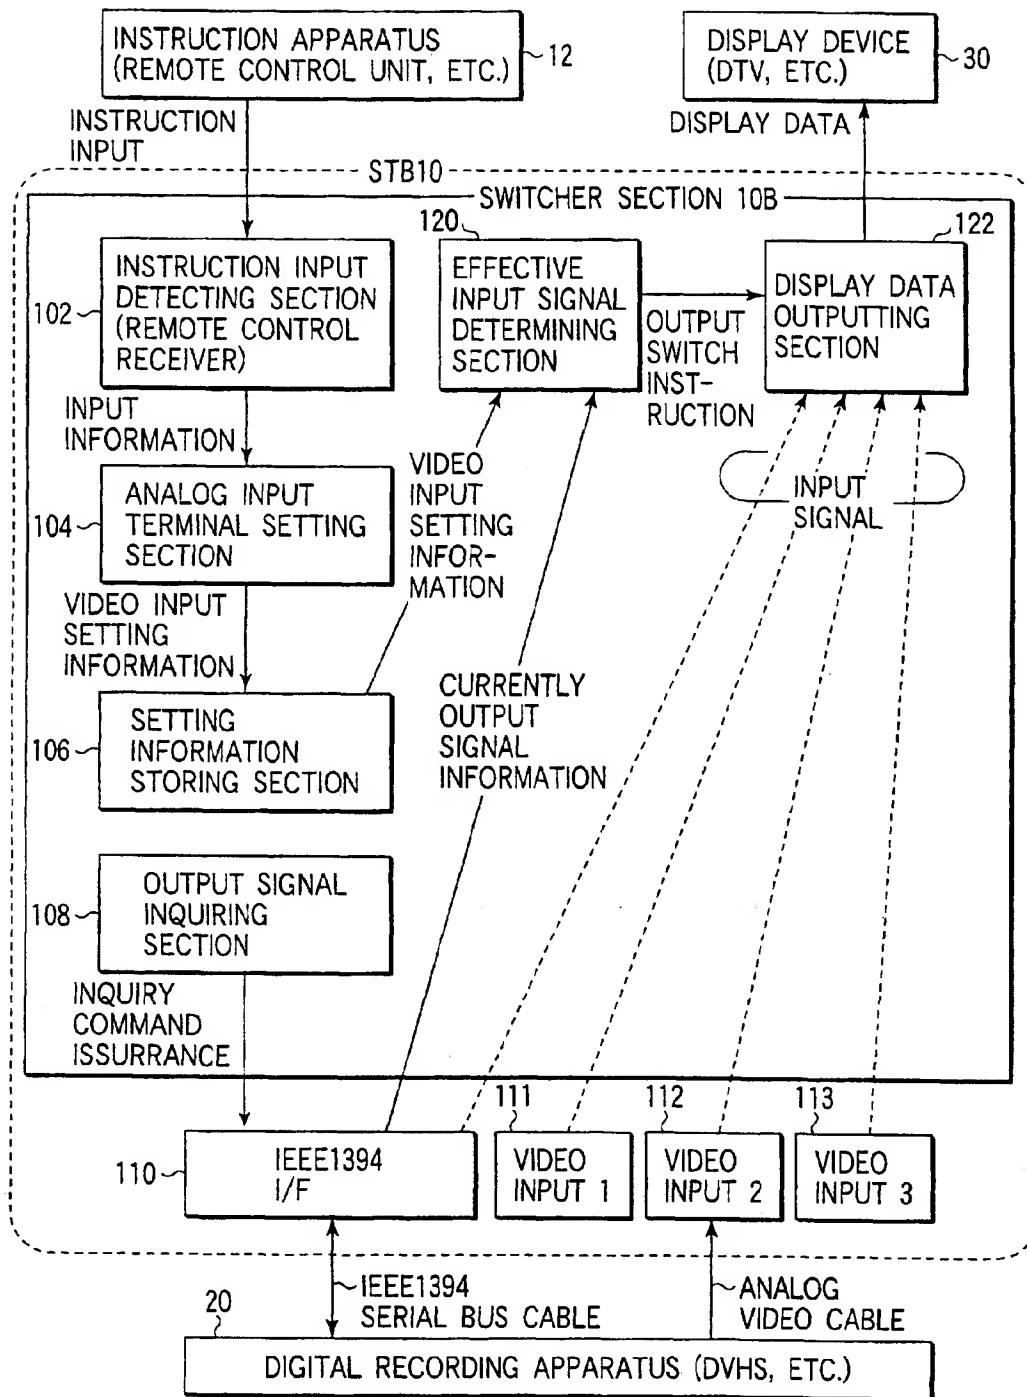 INSTRUCTION APPARATUS
(REMOTE CONTROL UNIT, ETC.)
12
DISPLAY DEVICE
(DTV, ETC.)
30
INSTRUCTION
INPUT
DISPLAY DATA
STB10
SWITCHER SECTION 10B
102
INSTRUCTION INPUT
DETECTING SECTION
(REMOTE CONTROL
RECEIVER)
120
EFFECTIVE
INPUT SIGNAL
DETERMINING
SECTION
122
DISPLAY DATA
OUTPUTTING
SECTION
OUTPUT
SWITCH
INST-
RUCTION
INPUT
INFORMATION
104
ANALOG INPUT
TERMINAL SETTING
SECTION
VIDEO
INPUT
SETTING
INFOR-
MATION
INPUT
SIGNAL
VIDEO INPUT
SETTING
INFORMATION
106
SETTING
INFORMATION
STORING SECTION
CURRENTLY
OUTPUT
SIGNAL
INFORMATION
108
OUTPUT SIGNAL
INQUIRING
SECTION
INQUIRY
COMMAND
ISSURRANCE
110
IEEE1394
I/F
111
VIDEO
INPUT 1
112
VIDEO
INPUT 2
113
VIDEO
INPUT 3
IEEE1394
SERIAL BUS CABLE
ANALOG
VIDEO CABLE
20
DIGITAL RECORDING APPARATUS (DVHS, ETC.)